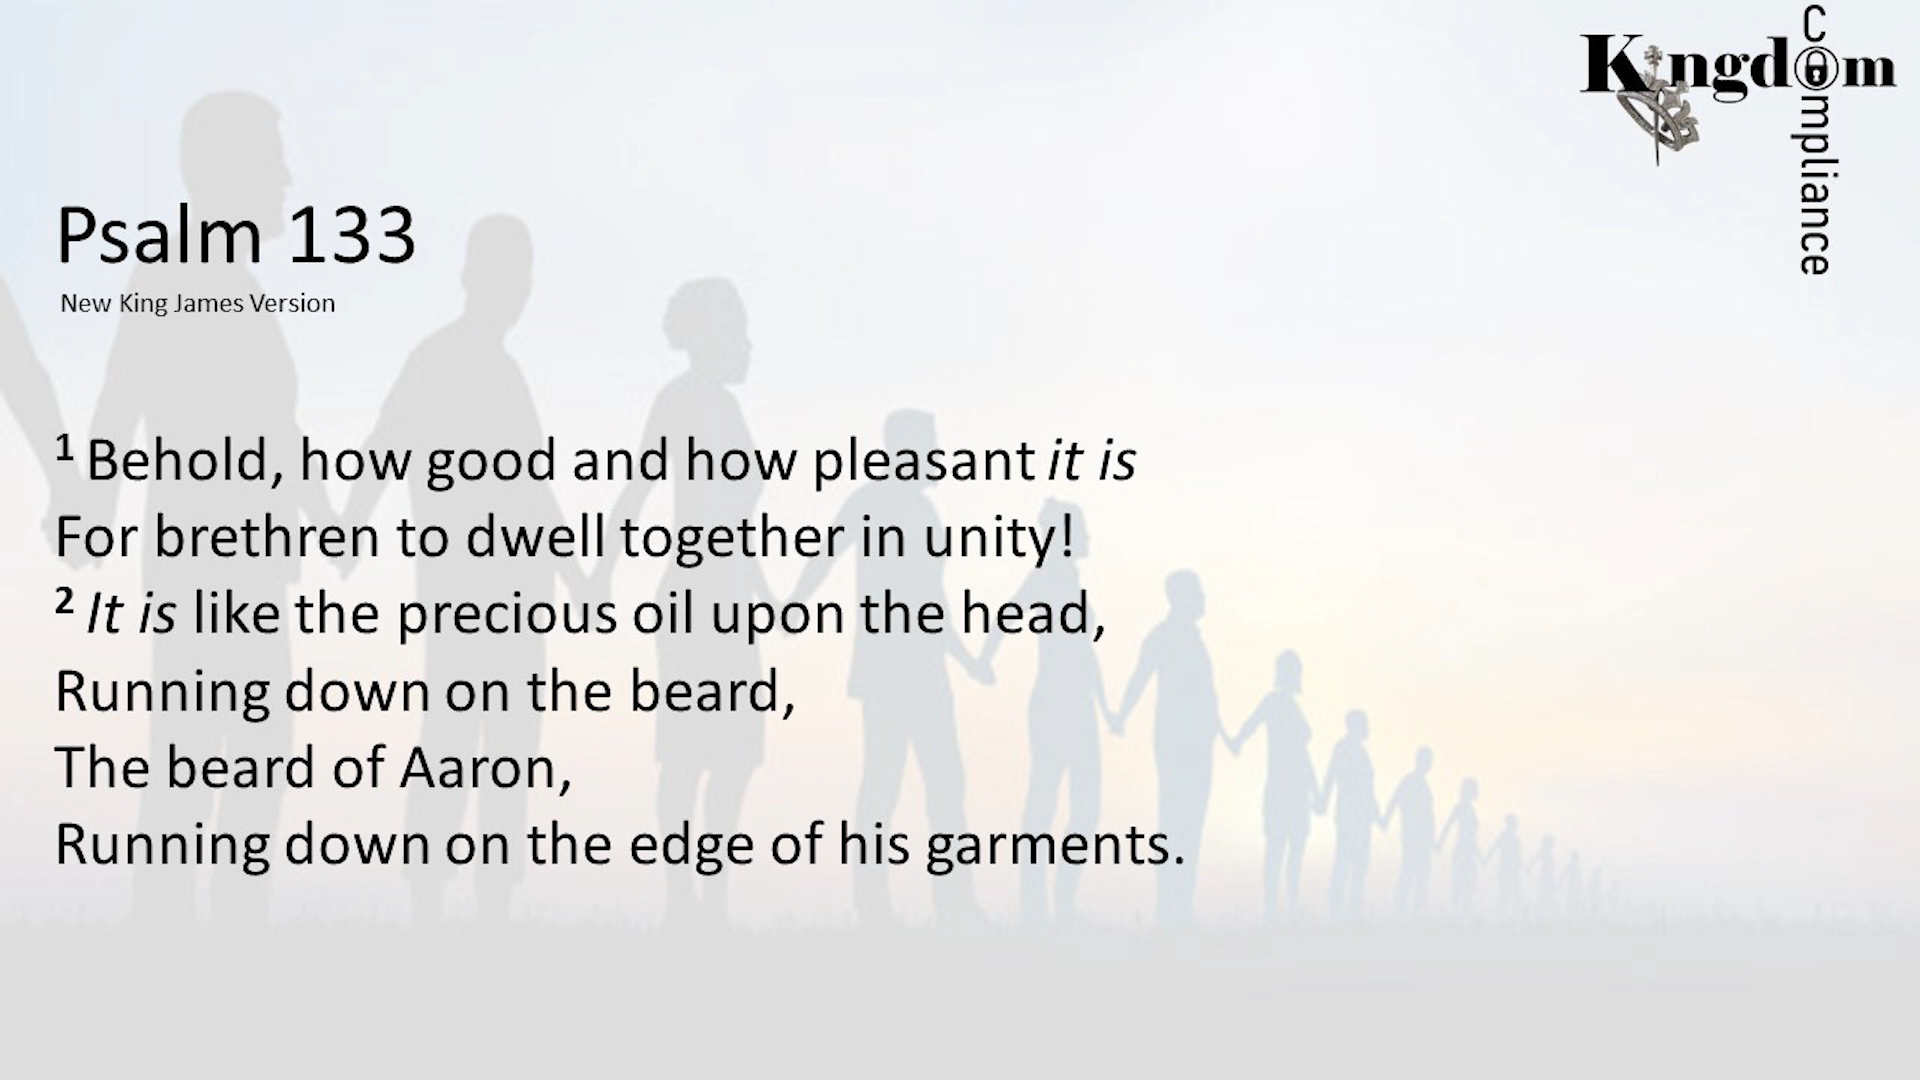 Kingdom
Compliance
Psalm 133
New King James Version
1 Behold, how good and how pleasant it is
For brethren to dwell together in unity!
2 It is like the precious oil upon the head,
Running down on the beard,
The beard of Aaron,
Running down on the edge of his garments.